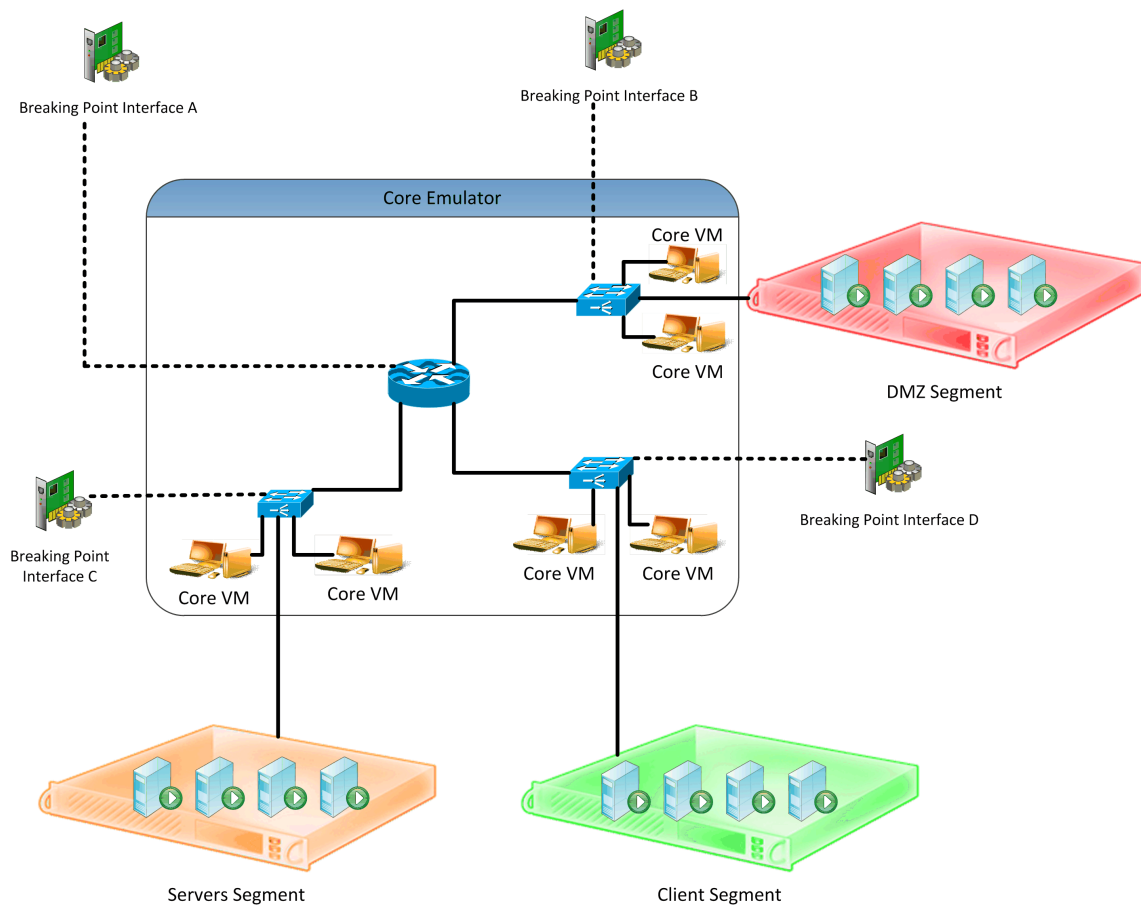 Breaking Point Interface A
Breaking Point Interface B
Core Emulator
Core VM
Core VM
DMZ Segment
Breaking Point Interface D
Breaking Point
Interface C
Core VM
Core VM
Core VM
Core VM
Servers Segment
Client Segment